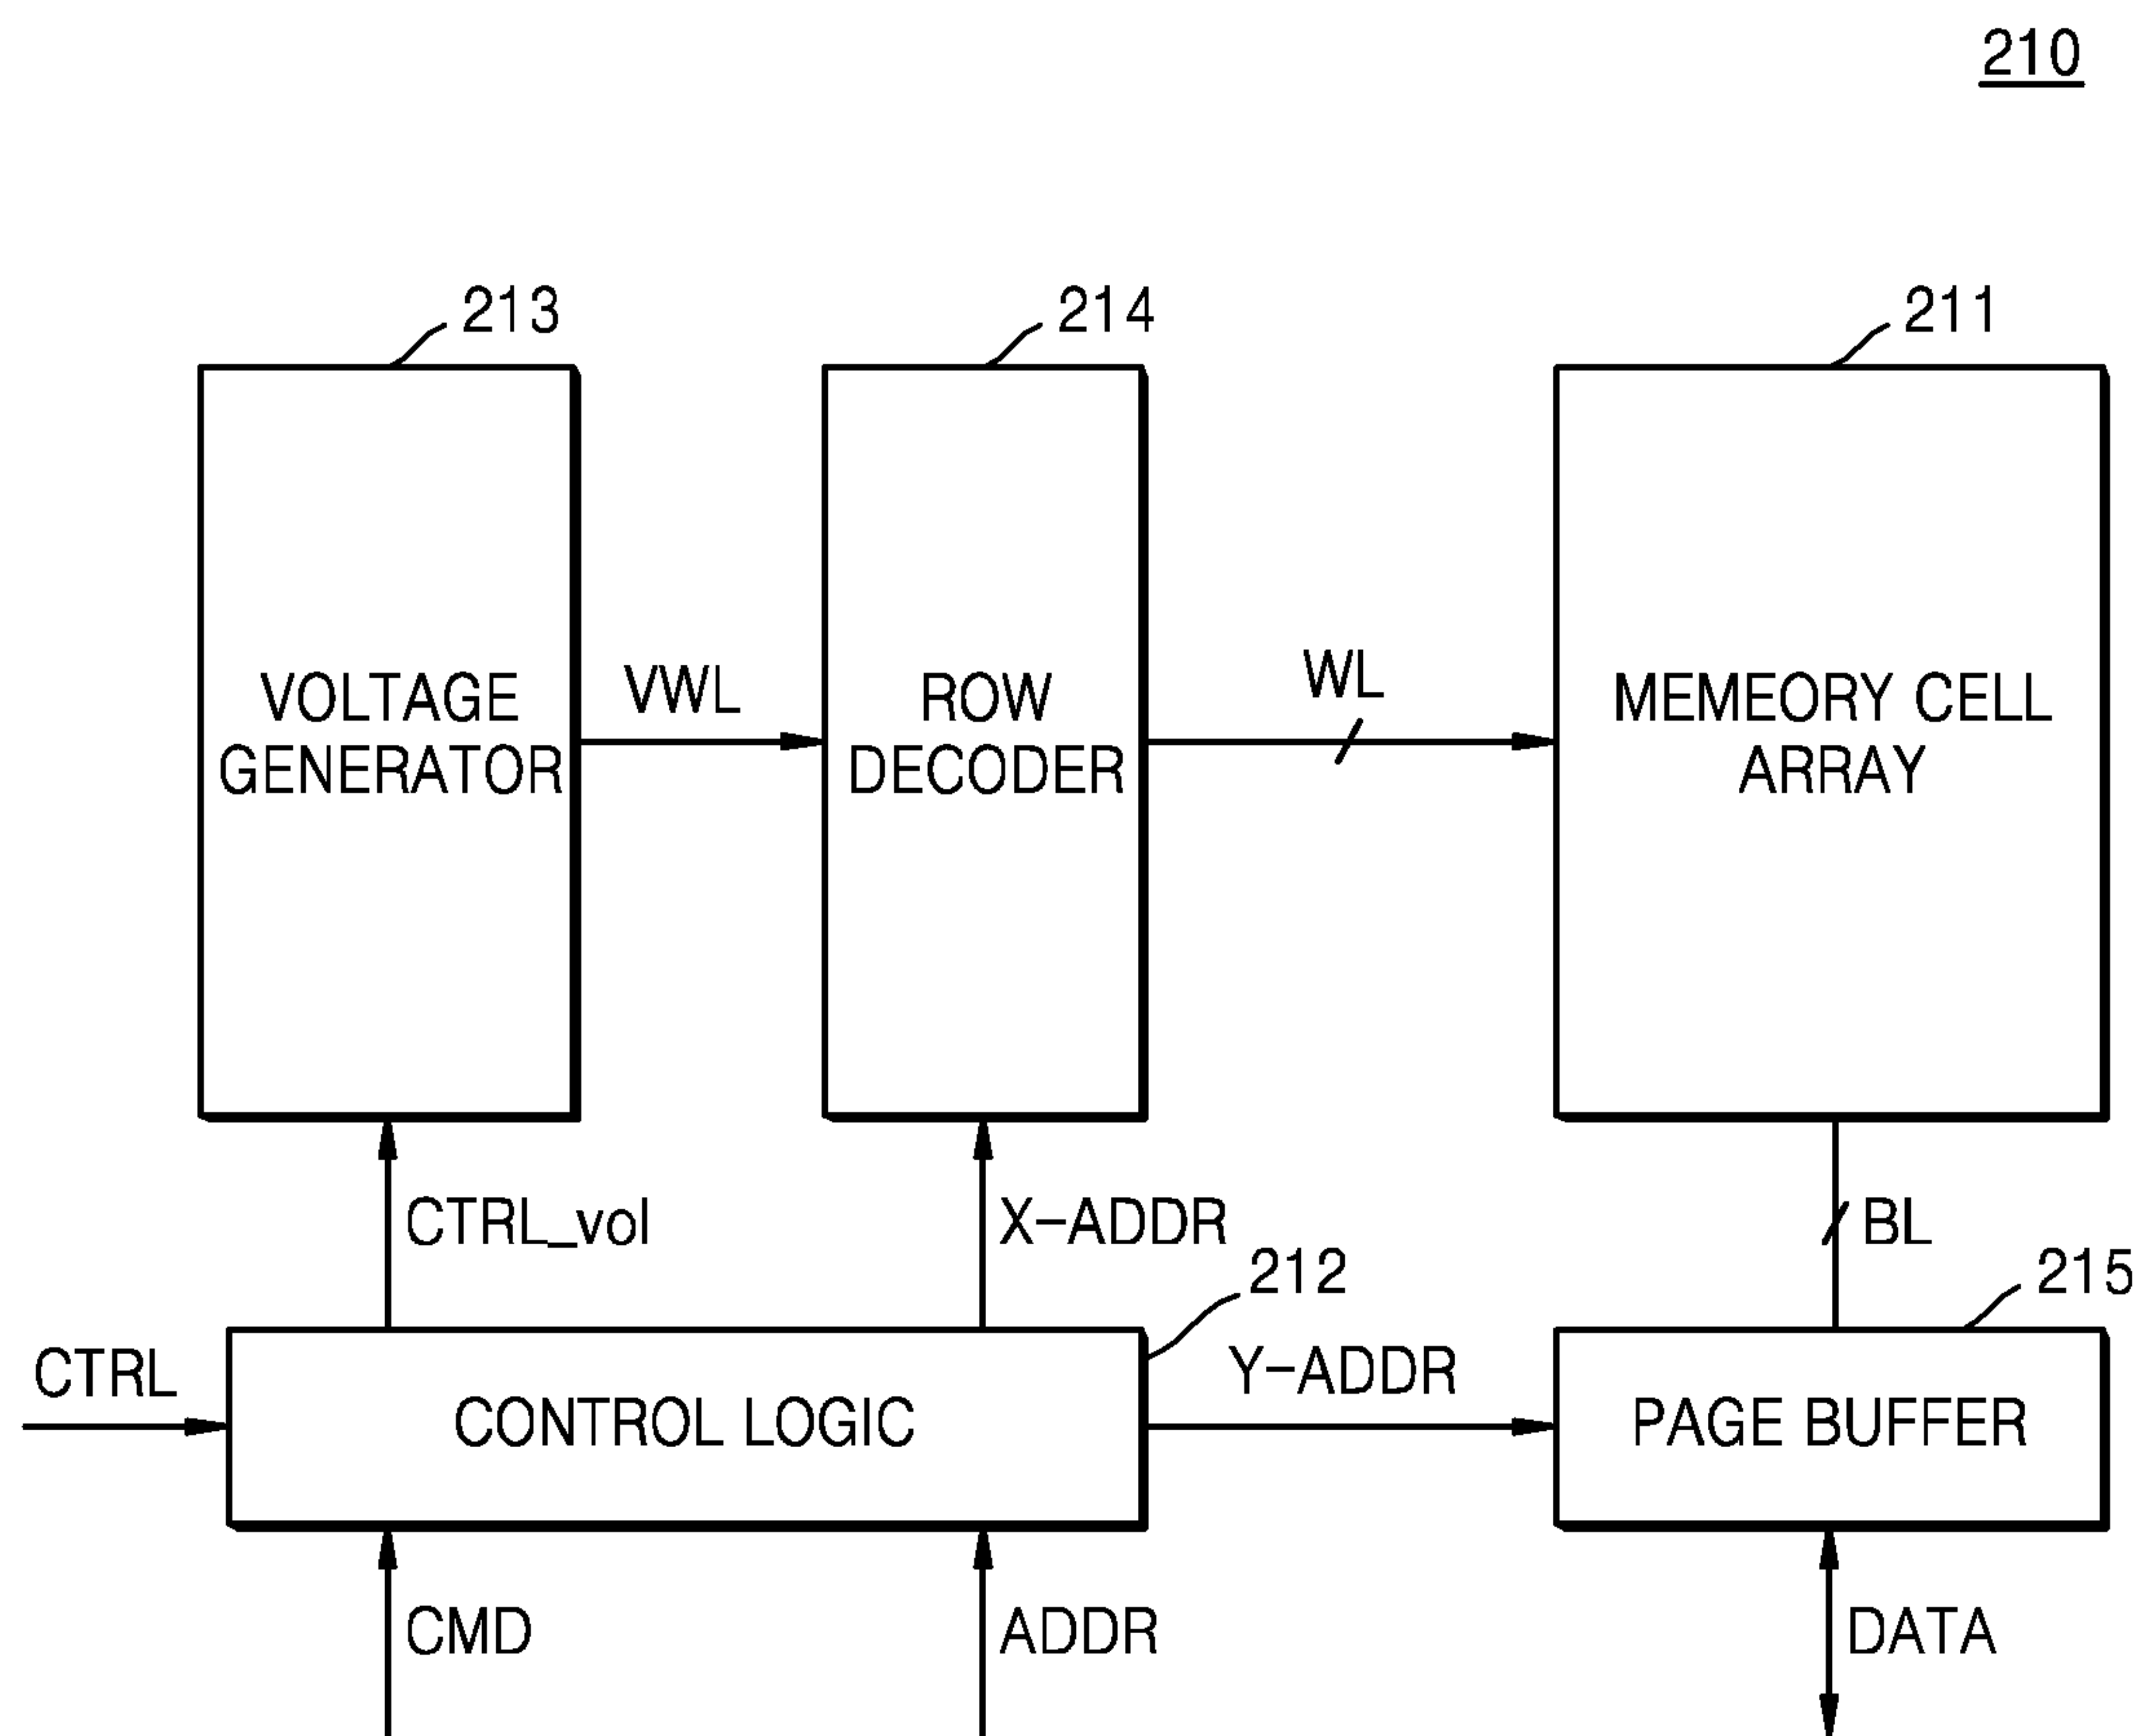 210
213
214
211
VOLTAGE
GENERATOR
VWL
ROW
DECODER
WL
MEMEORY CELL
ARRAY
CTRL_vol
X-ADDR
BL
212
215
CTRL
CONTROL LOGIC
Y-ADDR
PAGE BUFFER
CMD
ADDR
DATA